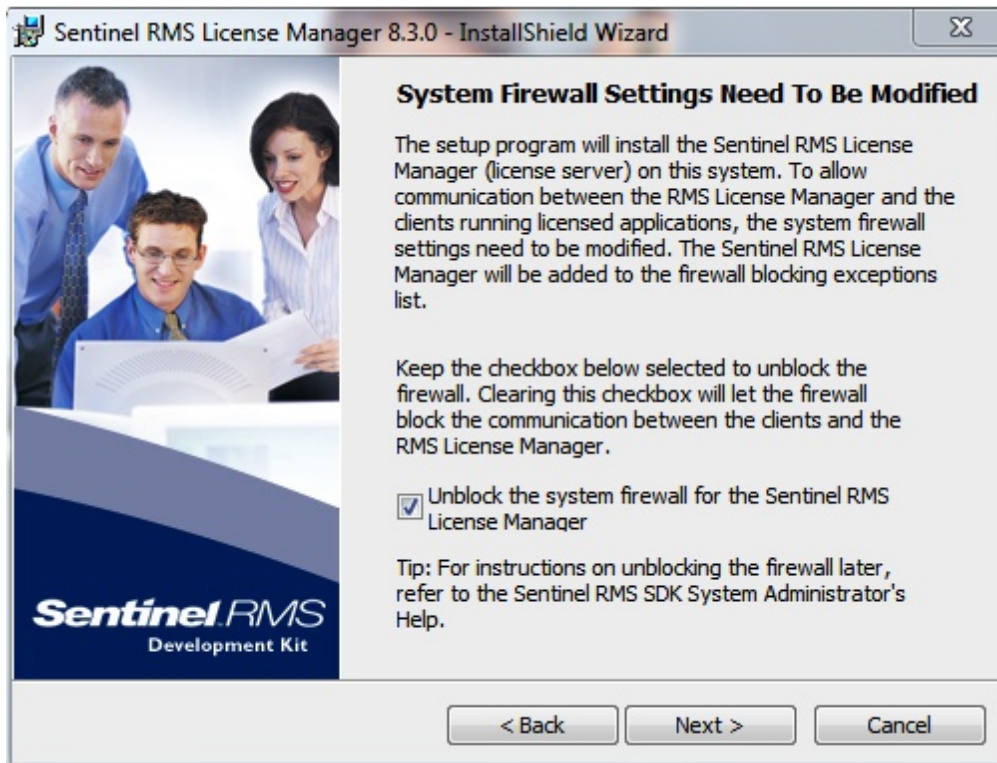 Sentinel RMS License Manager 8.3.0 - InstallShield Wizard
System Firewall Settings Need To Be Modified
The setup program will install the Sentinel RMS License
Manager (license server) on this system. To allow
communication between the RMS License Manager and the
clients running licensed applications, the system firewall
settings need to be modified. The Sentinel RMS License
Manager will be added to the firewall blocking exceptions
list.
Keep the checkbox below selected to unblock the
firewall. Clearing this checkbox will let the firewall
block the communication between the clients and the
RMS License Manager.
Unblock the system firewall for the Sentinel RMS
License Manager
Tip: For instructions on unblocking the firewall later,
refer to the Sentinel RMS SDK System Administrator's
Help.
Sentinel RMS
Development Kit
< Back
Next >
Cancel